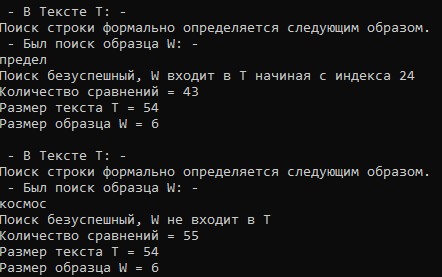 - В Тексте T: -
Поиск строки формально определяется следующим образом.
- Был поиск образца W: -
предел
Поиск безуспешный, W входит в T начиная с индекса 24
Количество сравнений = 43
Размер текста T = 54
Размер образца W = 6
- В Тексте T: -
Поиск строки формально определяется следующим образом.
- Был поиск образца W: -
космос
Поиск безуспешный, W не входит в T
Количество сравнений = 55
Размер текста T = 54
Размер образца W = 6